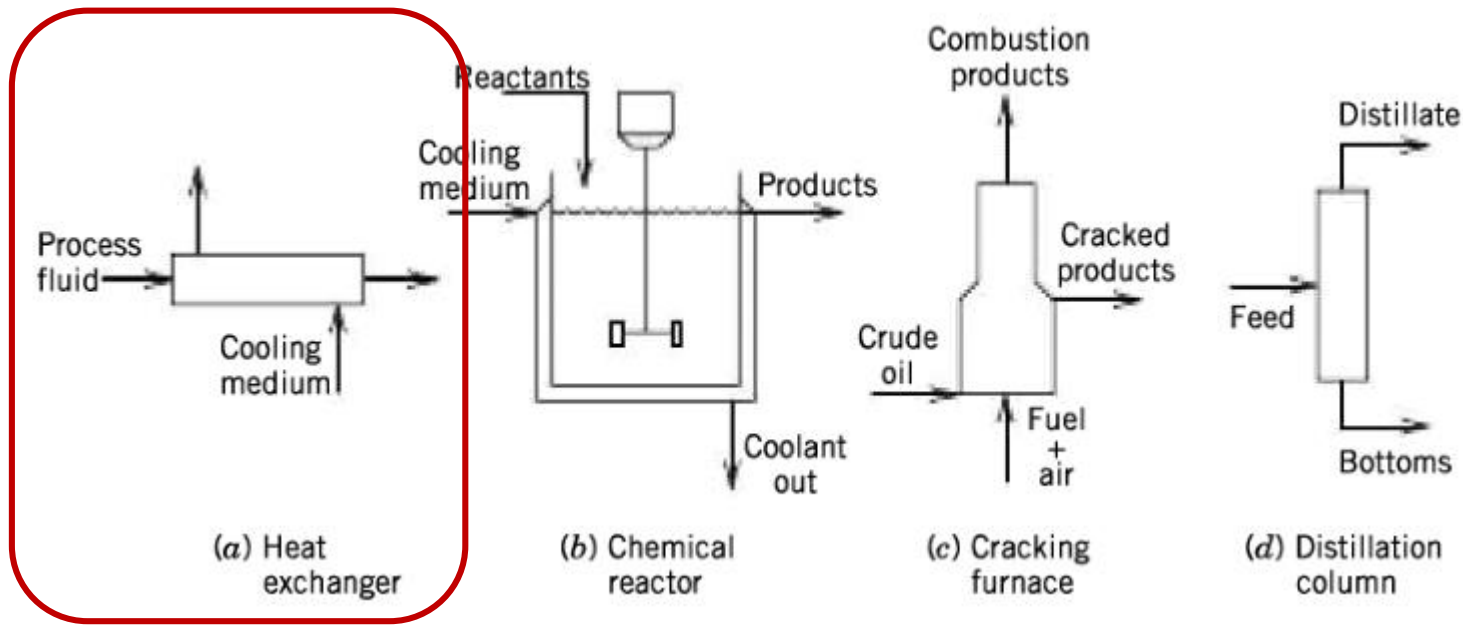 Process
fluid
Cooling
medium
(a) Heat
exchanger
Reactants
Cooling
medium
Products
Coolant
out
(b) Chemical
reactor
Combustion
products
Cracked
products
Crude
oil
Fuel
+
air
(c) Cracking
furnace
Distillate
Feed
Bottoms
(d) Distillation
column